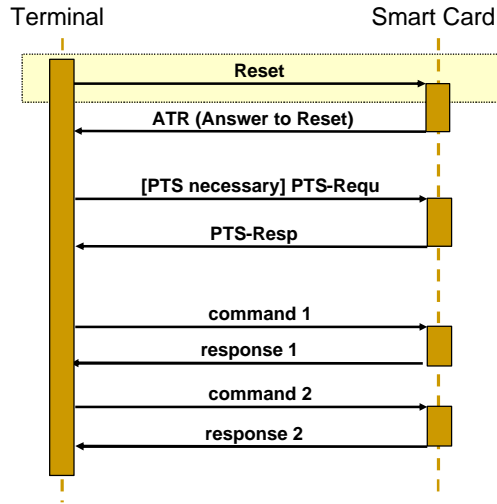 Terminal
Smart Card
Reset
ATR (Answer to Reset)
[PTS necessary] PTS-Requ
PTS-Resp
command 1
response 1
command 2
response 2